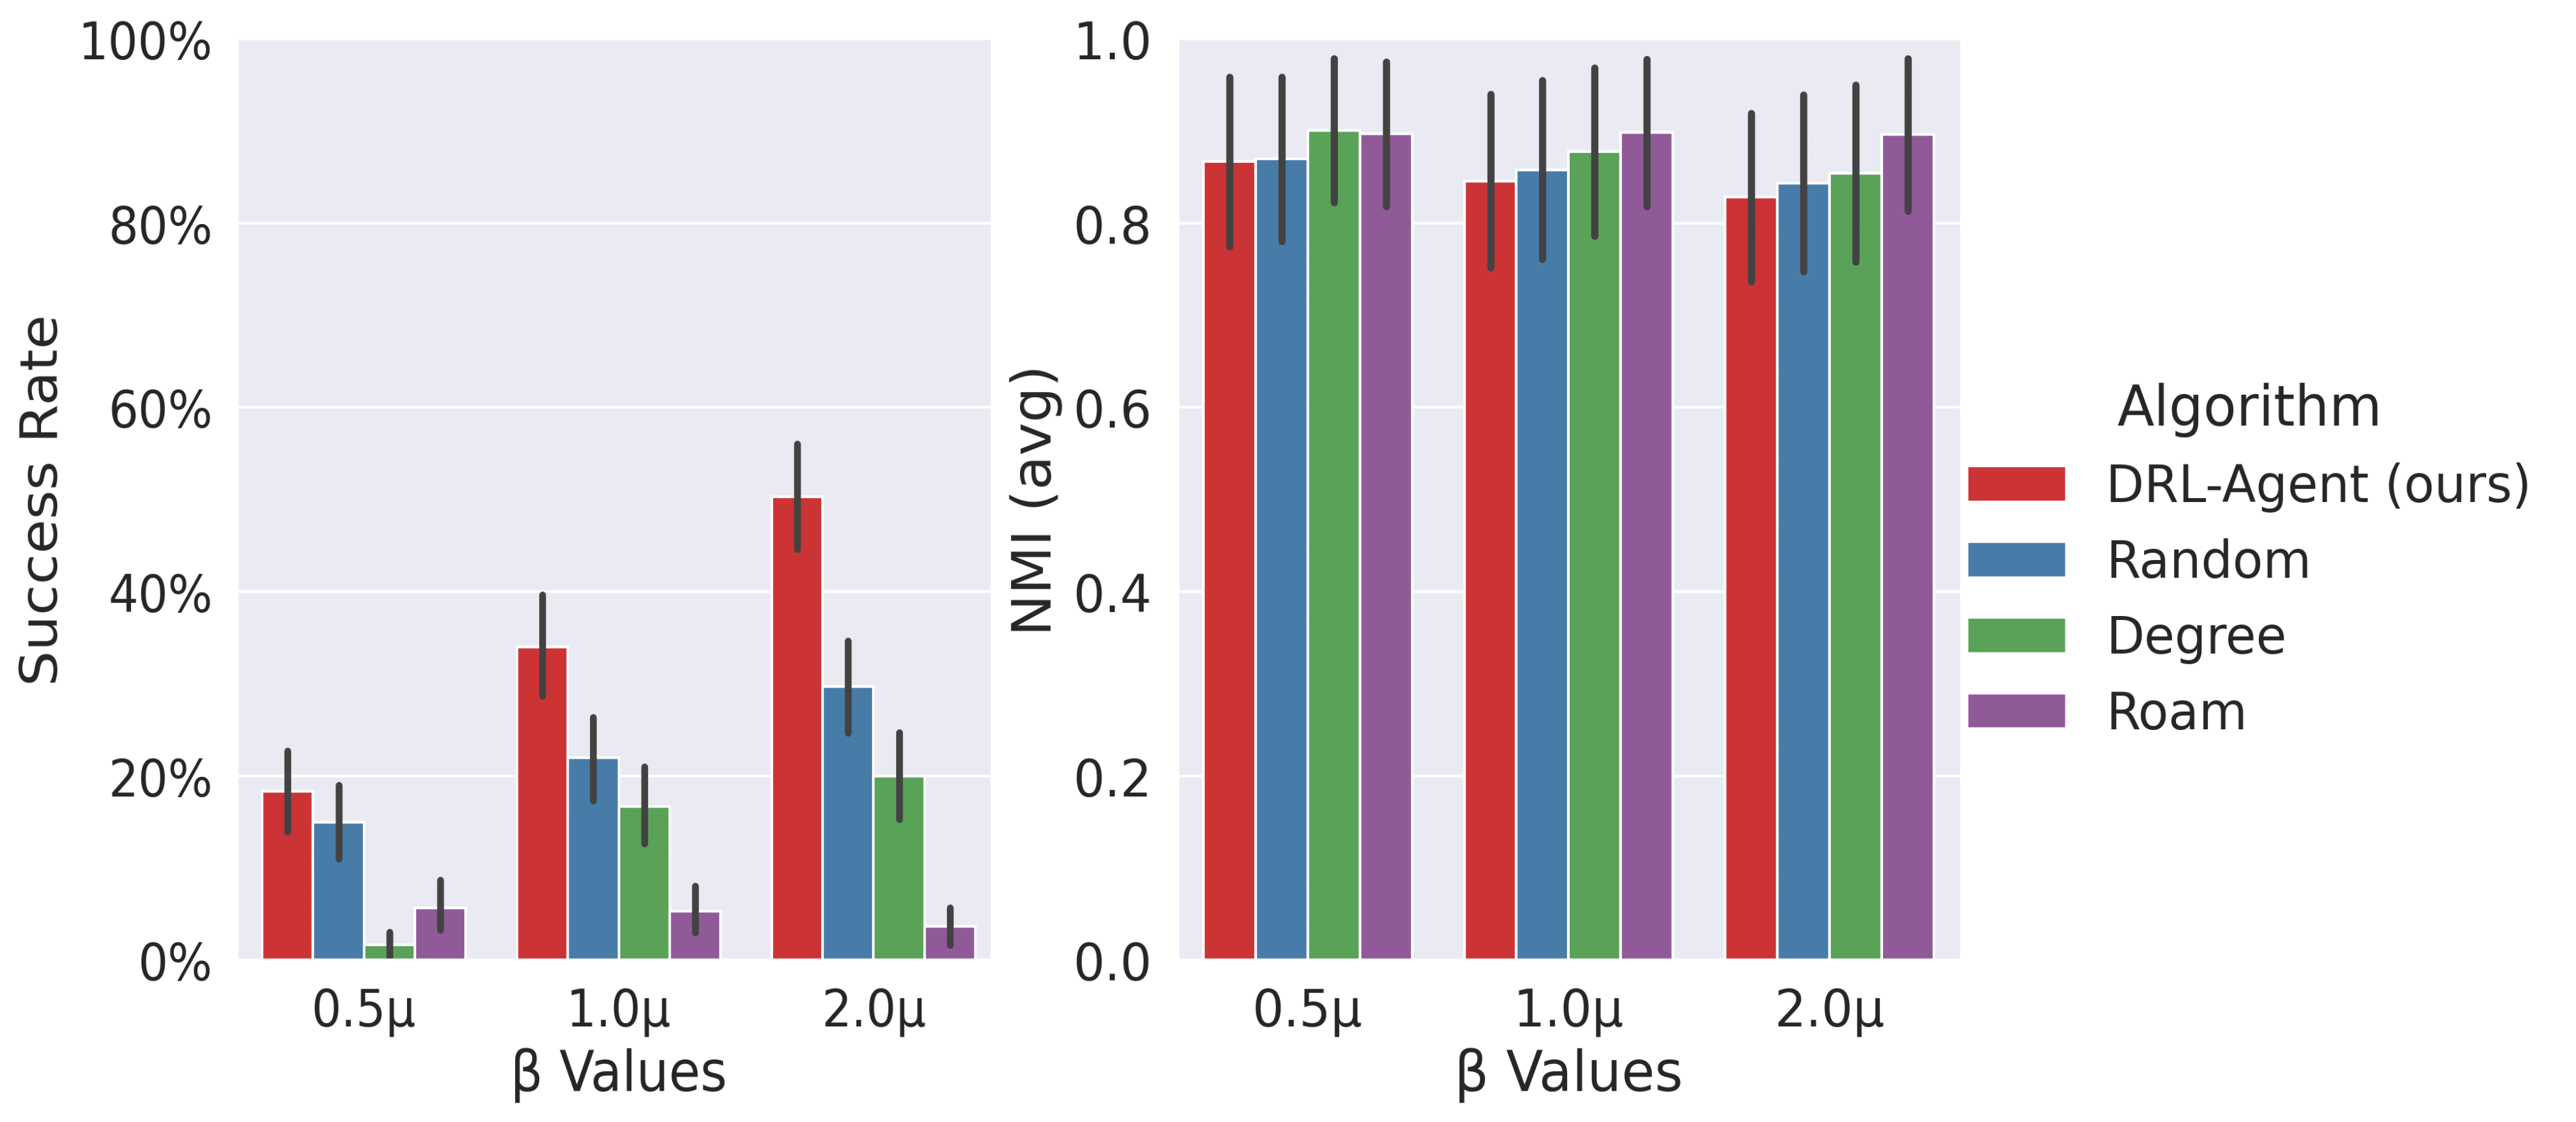 100%
80%
60%
40%
20%
0%
Success Rate
0.5μ 1.0μ 2.0μ
β Values
1.0
0.8
0.6
0.4
0.2
0.0
NMI (avg)
0.5μ 1.0μ 2.0μ
β Values
Algorithm
DRL-Agent (ours)
Random
Degree
Roam